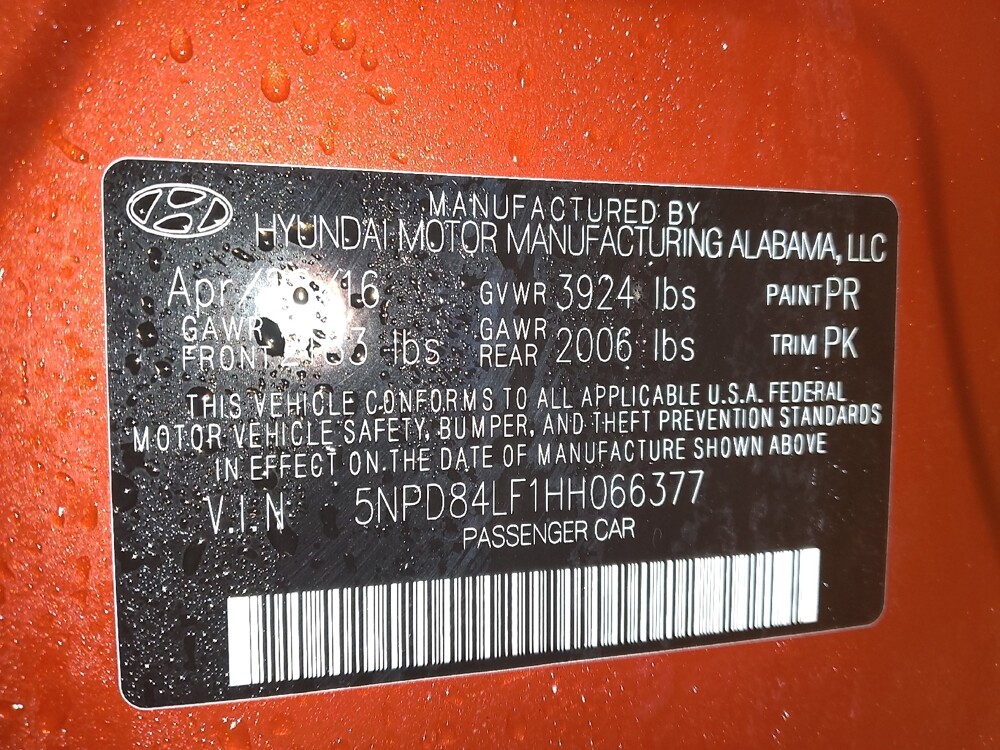 MANUFACTURED BY
HYUNDAI MOTOR MANUFACTURING ALABAMA, LLC
Apr /16 GVWR 3924 lbs PAINT PR
GAWR FRONT lbs GAWR REAR 2006 lbs TRIM PK
THIS VEHICLE CONFORMS TO ALL APPLICABLE U.S.A. FEDERAL
MOTOR VEHICLE SAFETY, BUMPER, AND THEFT PREVENTION STANDARDS
IN EFFECT ON THE DATE OF MANUFACTURE SHOWN ABOVE
V.I.N 5NPD84LF1HH066377
PASSENGER CAR